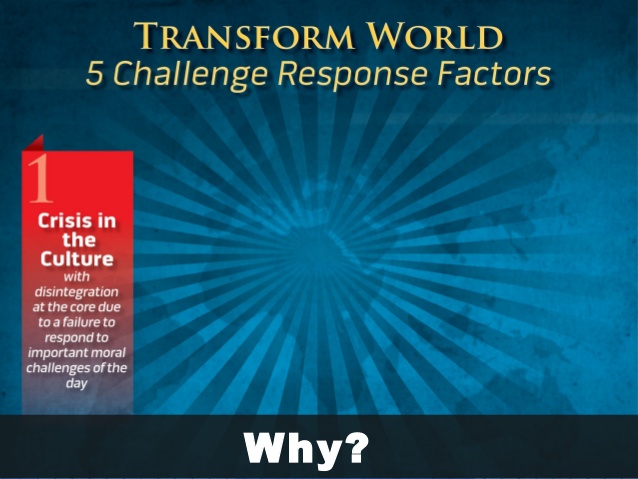 TRANSFORM WORLD
5 Challenge Response Factors
1
Crisis in
the
Culture
with
disintegration
at the core due
to a failure to
respond to
important moral
challenges of the
day
Why?